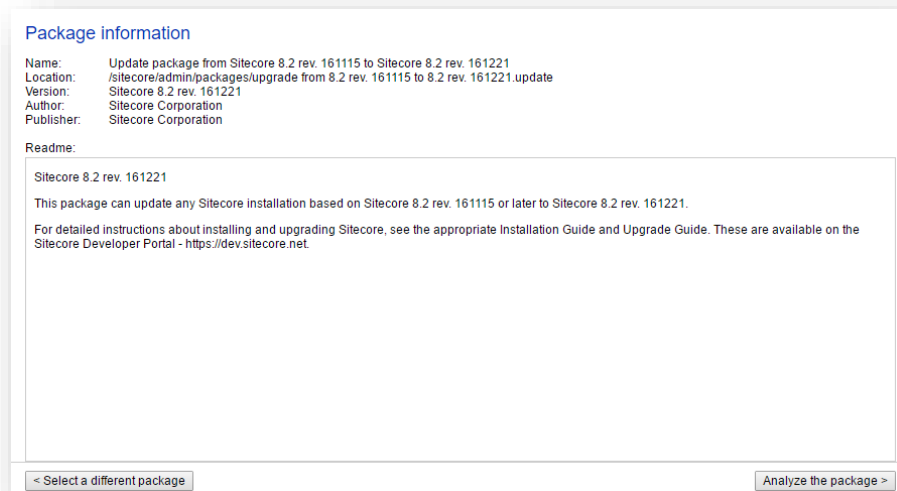 Package information
Name: Update package from Sitecore 8.2 rev. 161115 to Sitecore 8.2 rev. 161221
Location: /sitecore/admin/packages/upgrade from 8.2 rev. 161115 to 8.2 rev. 161221.update
Version: Sitecore 8.2 rev. 161221
Author: Sitecore Corporation
Publisher: Sitecore Corporation
Readme:
Sitecore 8.2 rev. 161221
This package can update any Sitecore installation based on Sitecore 8.2 rev. 161115 or later to Sitecore 8.2 rev. 161221.
For detailed instructions about installing and upgrading Sitecore, see the appropriate Installation Guide and Upgrade Guide. These are available on the
Sitecore Developer Portal - https://dev.sitecore.net.
< Select a different package
Analyze the package >